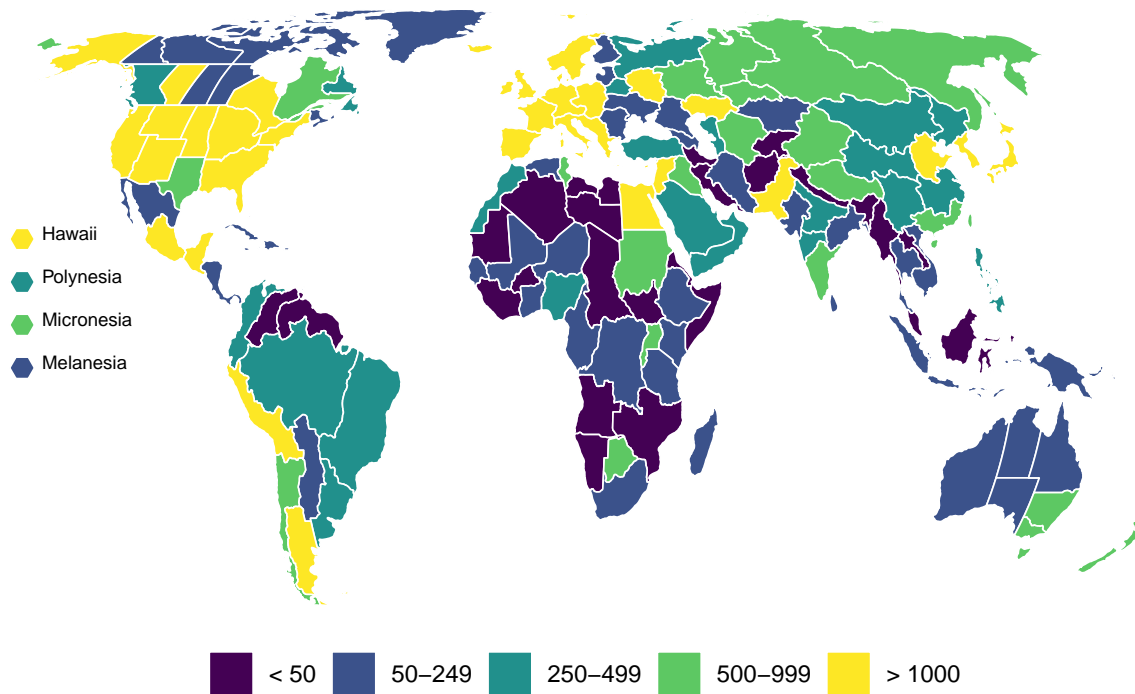 Hawaii
Polynesia
Micronesia
Melanesia
< 50
50–249
250–499
500–999
> 1000